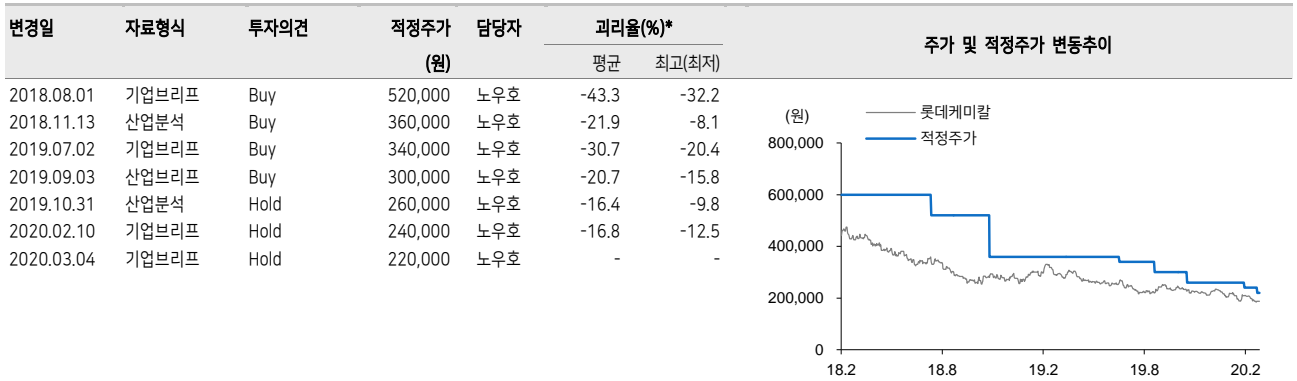 변경일 자료형식 투자의견 적정주가 담당자 괴리율(%)* 주가 및 적정주가 변동추이
(원) 평균 최고(최저)
2018.08.01 기업브리프 Buy 520,000 노우호 -43.3 -32.2
2018.11.13 산업분석 Buy 360,000 노우호 -21.9 -8.1
2019.07.02 기업브리프 Buy 340,000 노우호 -30.7 -20.4
2019.09.03 산업브리프 Buy 300,000 노우호 -20.7 -15.8
2019.10.31 산업분석 Hold 260,000 노우호 -16.4 -9.8
2020.02.10 기업브리프 Hold 240,000 노우호 -16.8 -12.5
2020.03.04 기업브리프 Hold 220,000 노우호 - -
(원)
롯데케미칼
적정주가
800,000
600,000
400,000
200,000
0
18.2 18.8 19.2 19.8 20.2